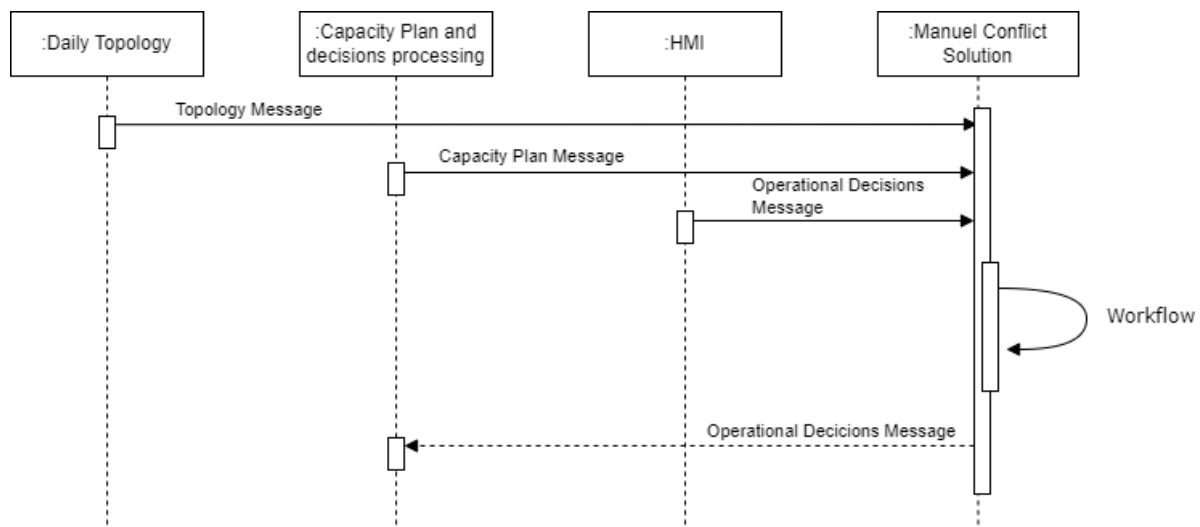 :Daily Topology
:Capacity Plan and
decisions processing
:HMI
:Manuel Conflict
Solution
Topology Message
Capacity Plan Message
Operational Decisions
Message
Workflow
Operational Decicions Message